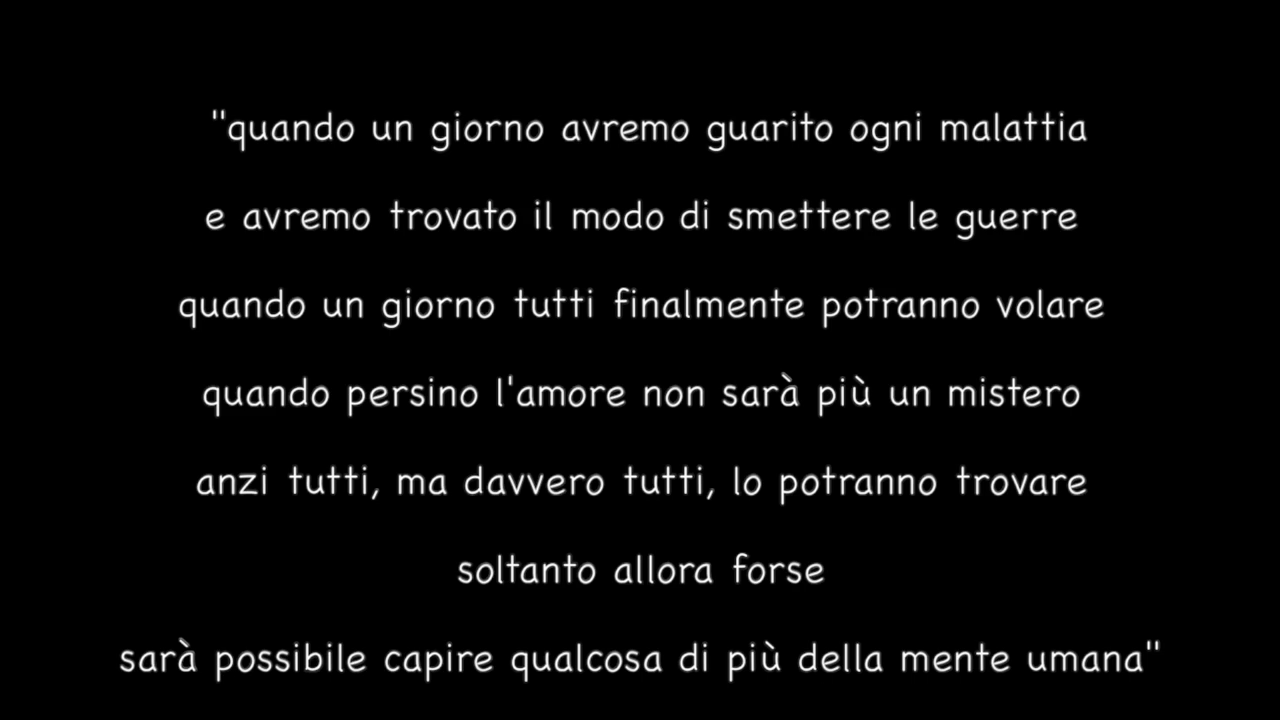 "quando un giorno avremo guarito ogni malattia
e avremo trovato il modo di smettere le guerre
quando un giorno tutti finalmente potranno volare
quando persino l'amore non sarà più un mistero
anzi tutti, ma davvero tutti, lo potranno trovare
soltanto allora forse
sarà possibile capire qualcosa di più della mente umana"